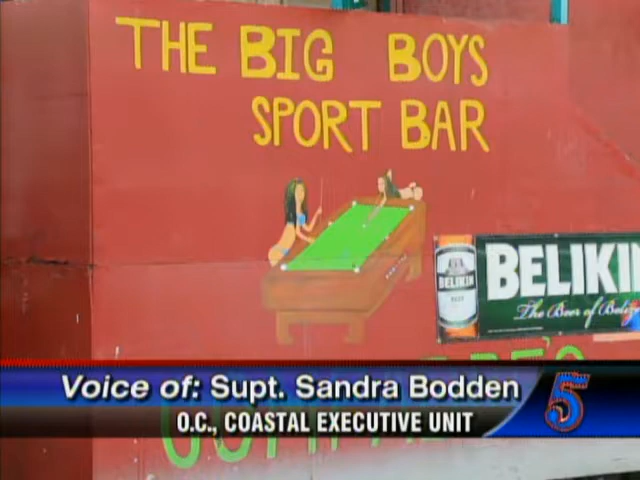 THE BIG BOYS
SPORT BAR
BELIKIN
BELIKI
The Beer of Belize
Voice of: Supt. Sandra Bodden
5
O.C., COASTAL EXECUTIVE UNIT